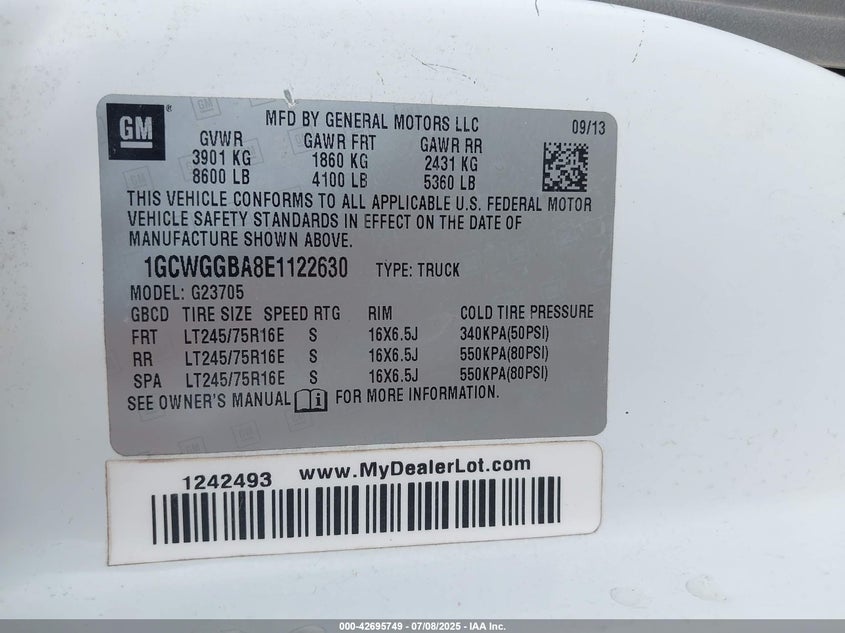 GM
®
MFD BY GENERAL MOTORS LLC
09/13
GVWR GAWR FRT GAWR RR
3901 KG 1860 KG 2431 KG
8600 LB 4100 LB 5360 LB
THIS VEHICLE CONFORMS TO ALL APPLICABLE U.S. FEDERAL MOTOR
VEHICLE SAFETY STANDARDS IN EFFECT ON THE DATE OF
MANUFACTURE SHOWN ABOVE.
1GCWGGBA8E1122630 TYPE: TRUCK
MODEL: G23705
GBCD TIRE SIZE SPEED RTG RIM COLD TIRE PRESSURE
FRT LT245/75R16E S 16X6.5J 340KPA(50PSI)
RR LT245/75R16E S 16X6.5J 550KPA(80PSI)
SPA LT245/75R16E S 16X6.5J 550KPA(80PSI)
SEE OWNER'S MANUAL FOR MORE INFORMATION.
1242493 www.MyDealerLot.com
000-42695749 - 07/08/2025 - IAA Inc.